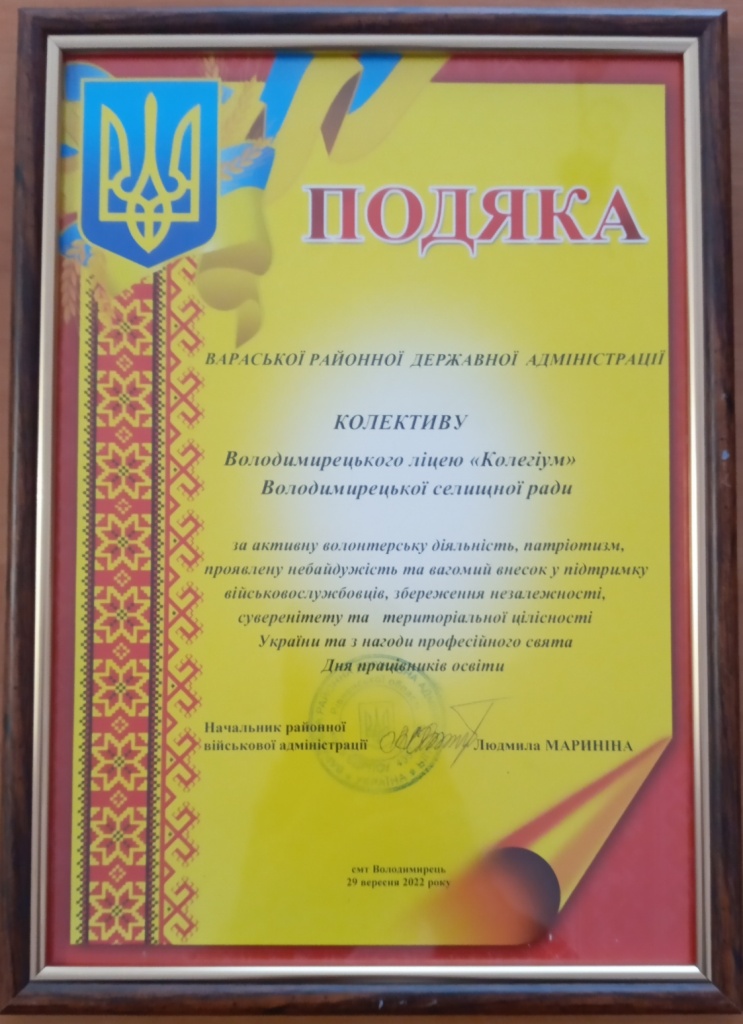 ПОДЯКА
ВАРАСЬКОЇ РАЙОННОЇ ДЕРЖАВНОЇ АДМІНІСТРАЦІЇ
КОЛЕКТИВУ
Володимирецького ліцею «Колегіум»
Володимирецької селищної ради
за активну волонтерську діяльність, патріотизм,
проявлену небайдужість та вагомий внесок у підтримку
військовослужбовців, збереження незалежності,
суверенітету та територіальної цілісності
України та з нагоди професійного свята
Дня працівників освіти
Начальник районної
військової адміністрації Людмила МАРИНІНА
смт Володимирець
29 вересня 2022 року